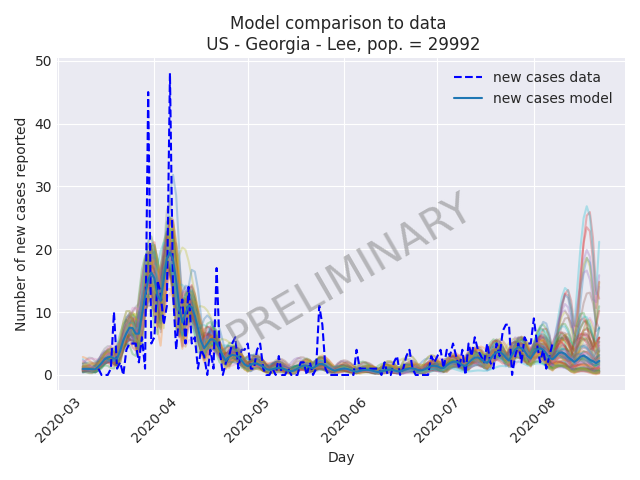 Model comparison to data
US - Georgia - Lee, pop. = 29992
Number of new cases reported
50
40
30
20
10
0
new cases data
new cases model
PRELIMINARY
2020-03
2020-04
2020-05
2020-06
2020-07
2020-08
Day